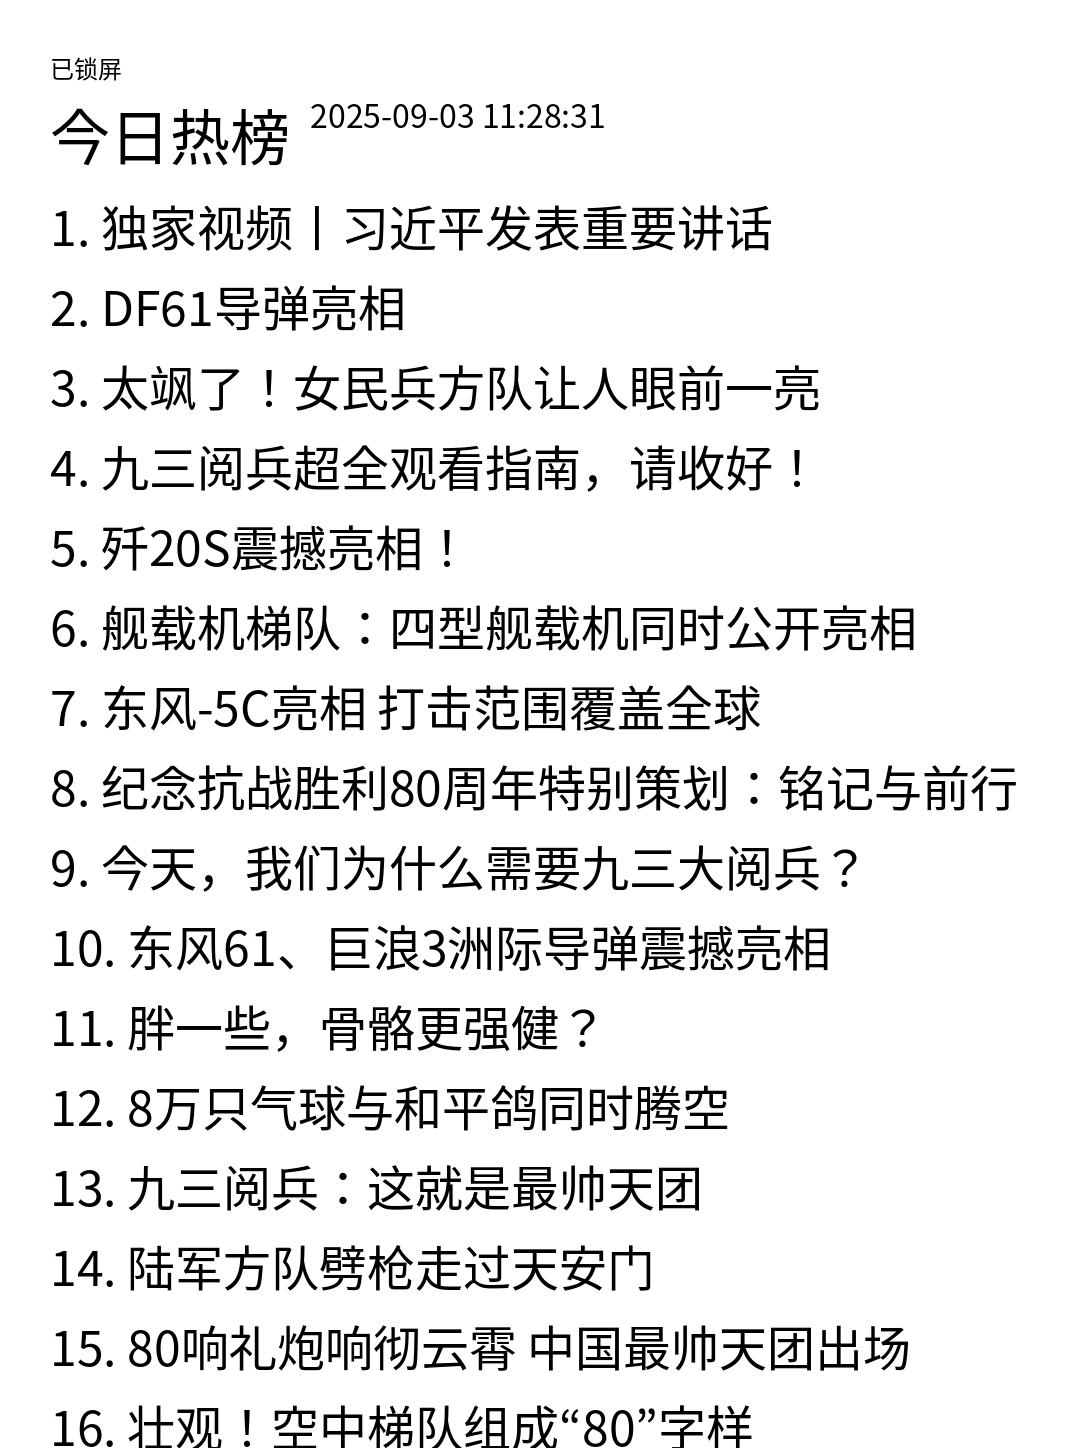 已锁屏
今日热榜 2025-09-03 11:28:31
1. 独家视频丨习近平发表重要讲话
2. DF61导弹亮相
3. 太飒了！女民兵方队让人眼前一亮
4. 九三阅兵超全观看指南，请收好！
5. 歼20S震撼亮相！
6. 舰载机梯队：四型舰载机同时公开亮相
7. 东风-5C亮相 打击范围覆盖全球
8. 纪念抗战胜利80周年特别策划：铭记与前行
9. 今天，我们为什么需要九三大阅兵？
10. 东风61、巨浪3洲际导弹震撼亮相
11. 胖一些，骨骼更强健？
12. 8万只气球与和平鸽同时腾空
13. 九三阅兵：这就是最帅天团
14. 陆军方队劈枪走过天安门
15. 80响礼炮响彻云霄 中国最帅天团出场
16. 壮观！空中梯队组成“80”字样